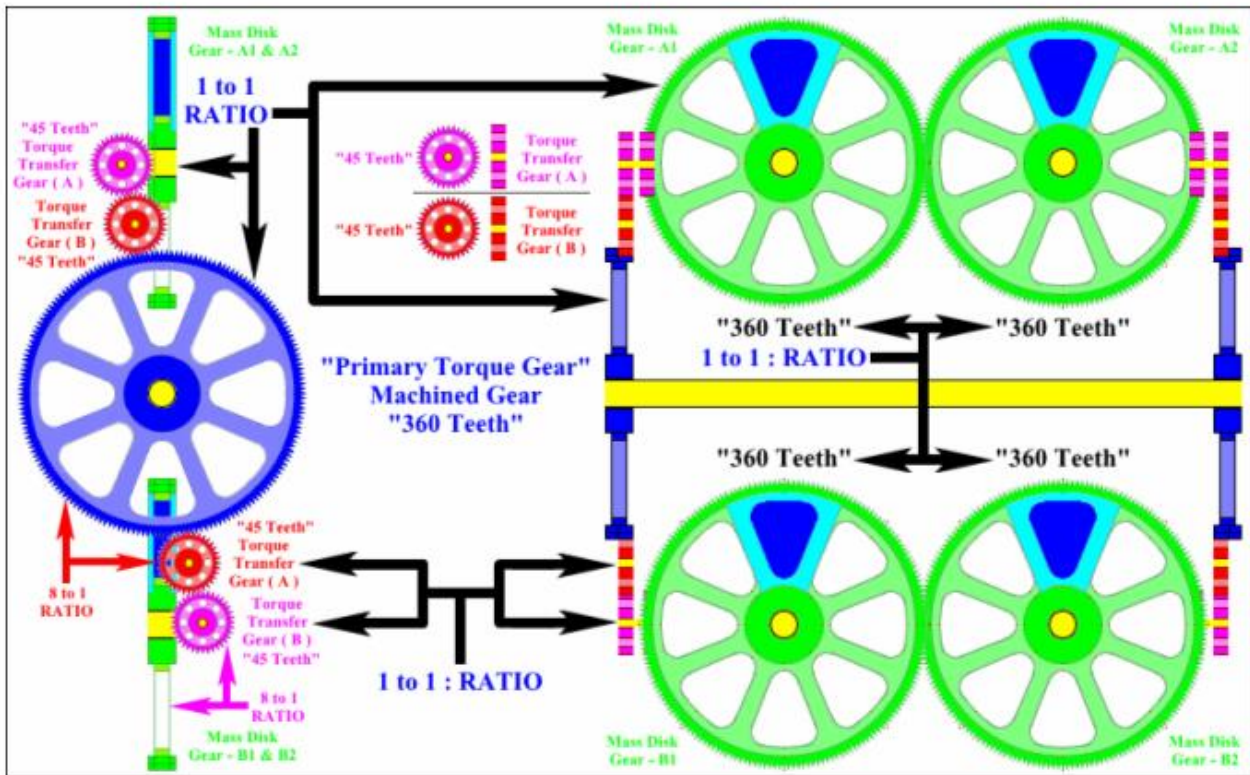 Mass Disk
Gear - A1 & A2
1 to 1
RATIO
"45 Teeth"
Torque
Transfer
Gear ( A )
Torque
Transfer
Gear ( B )
"45 Teeth"
Mass Disk
Gear - A1
Mass Disk
Gear - A2
"45 Teeth"
Torque
Transfer
Gear ( A )
"45 Teeth"
Torque
Transfer
Gear ( B )
"360 Teeth"
"360 Teeth"
1 to 1 : RATIO
"Primary Torque Gear"
Machined Gear
"360 Teeth"
"360 Teeth"
"360 Teeth"
"45 Teeth"
Torque
Transfer
Gear ( A )
8 to 1
RATIO
Torque
Transfer
Gear ( B )
"45 Teeth"
1 to 1 : RATIO
8 to 1
RATIO
Mass Disk
Gear - B1 & B2
Mass Disk
Gear - B1
Mass Disk
Gear - B2